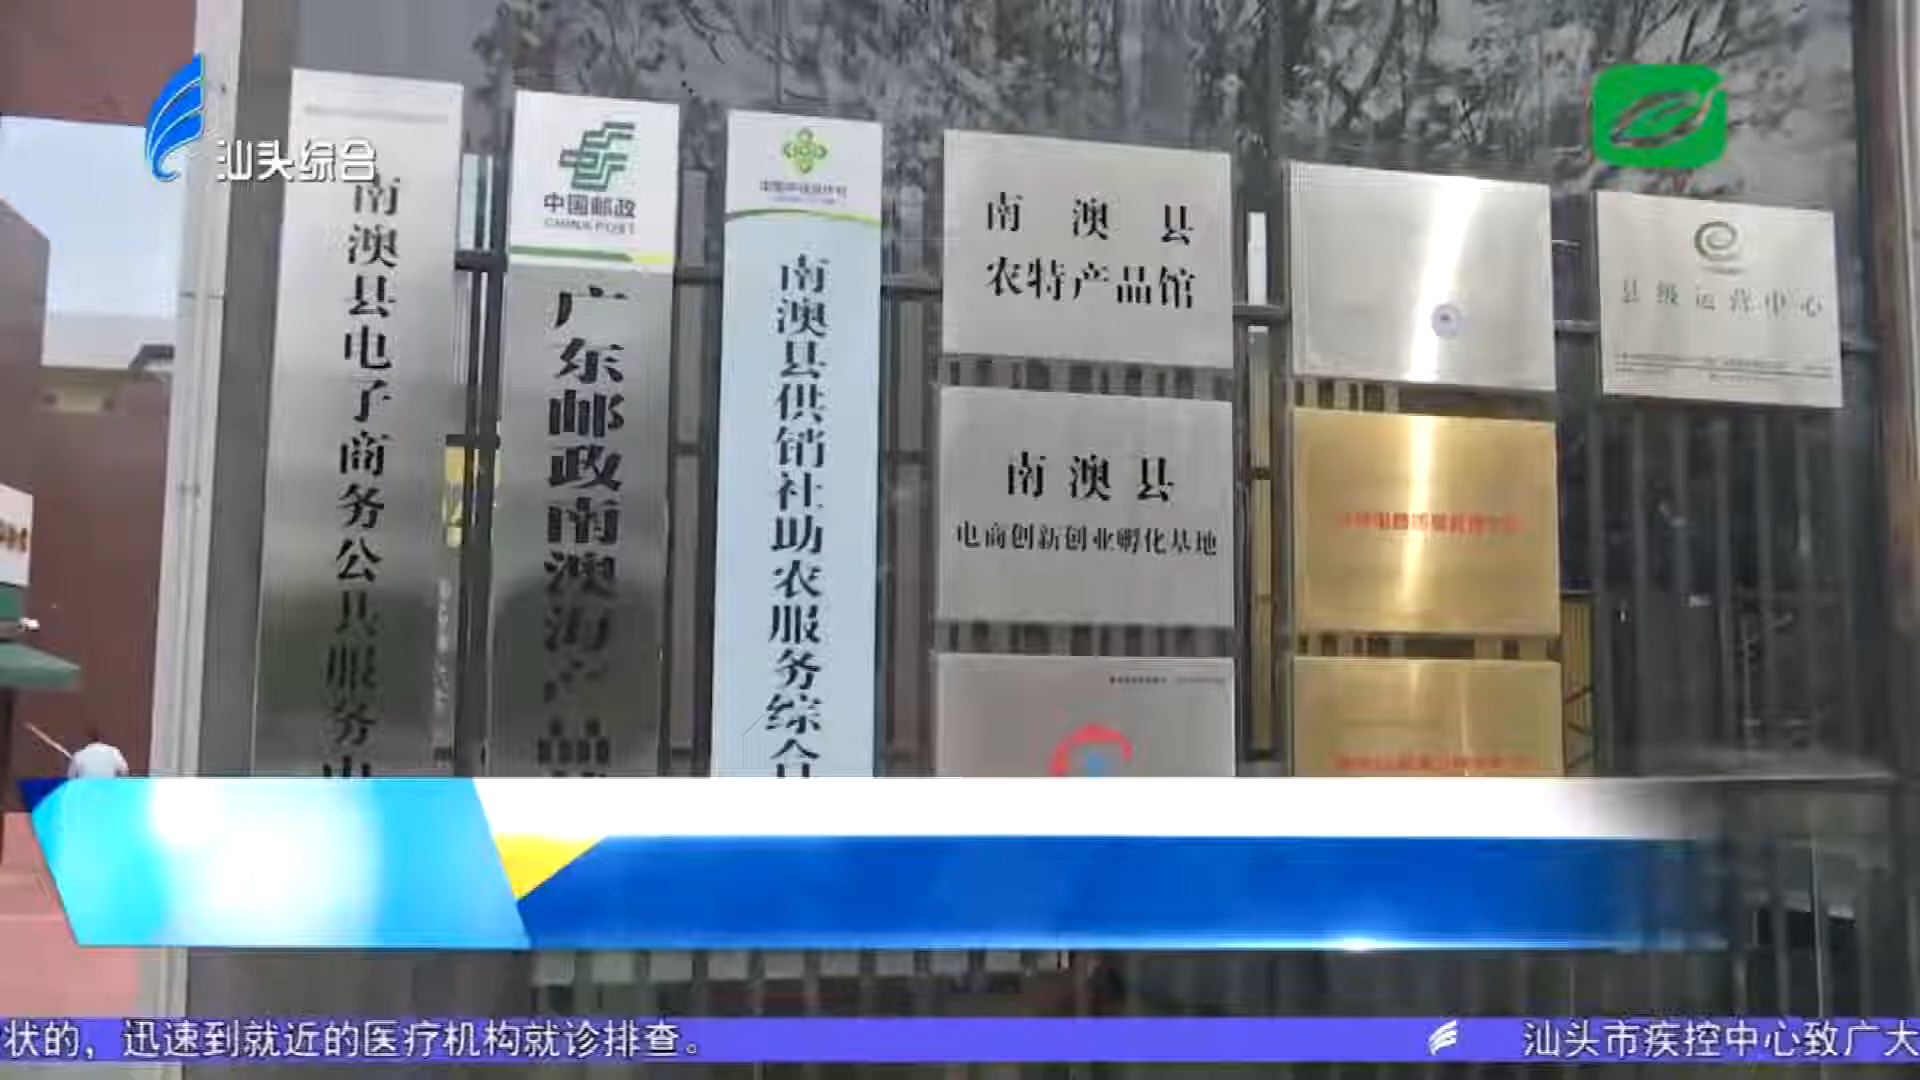 汕头综合
南澳县电子商务公共服务中
中国邮政
CHINA POST
广东邮政南澳海产品
南澳县供销社助农服务综合
南澳县
农特产品馆
南澳县
电商创新创业孵化基地
县级运营中心
状的，迅速到就近的医疗机构就诊排查。
汕头市疾控中心致广大